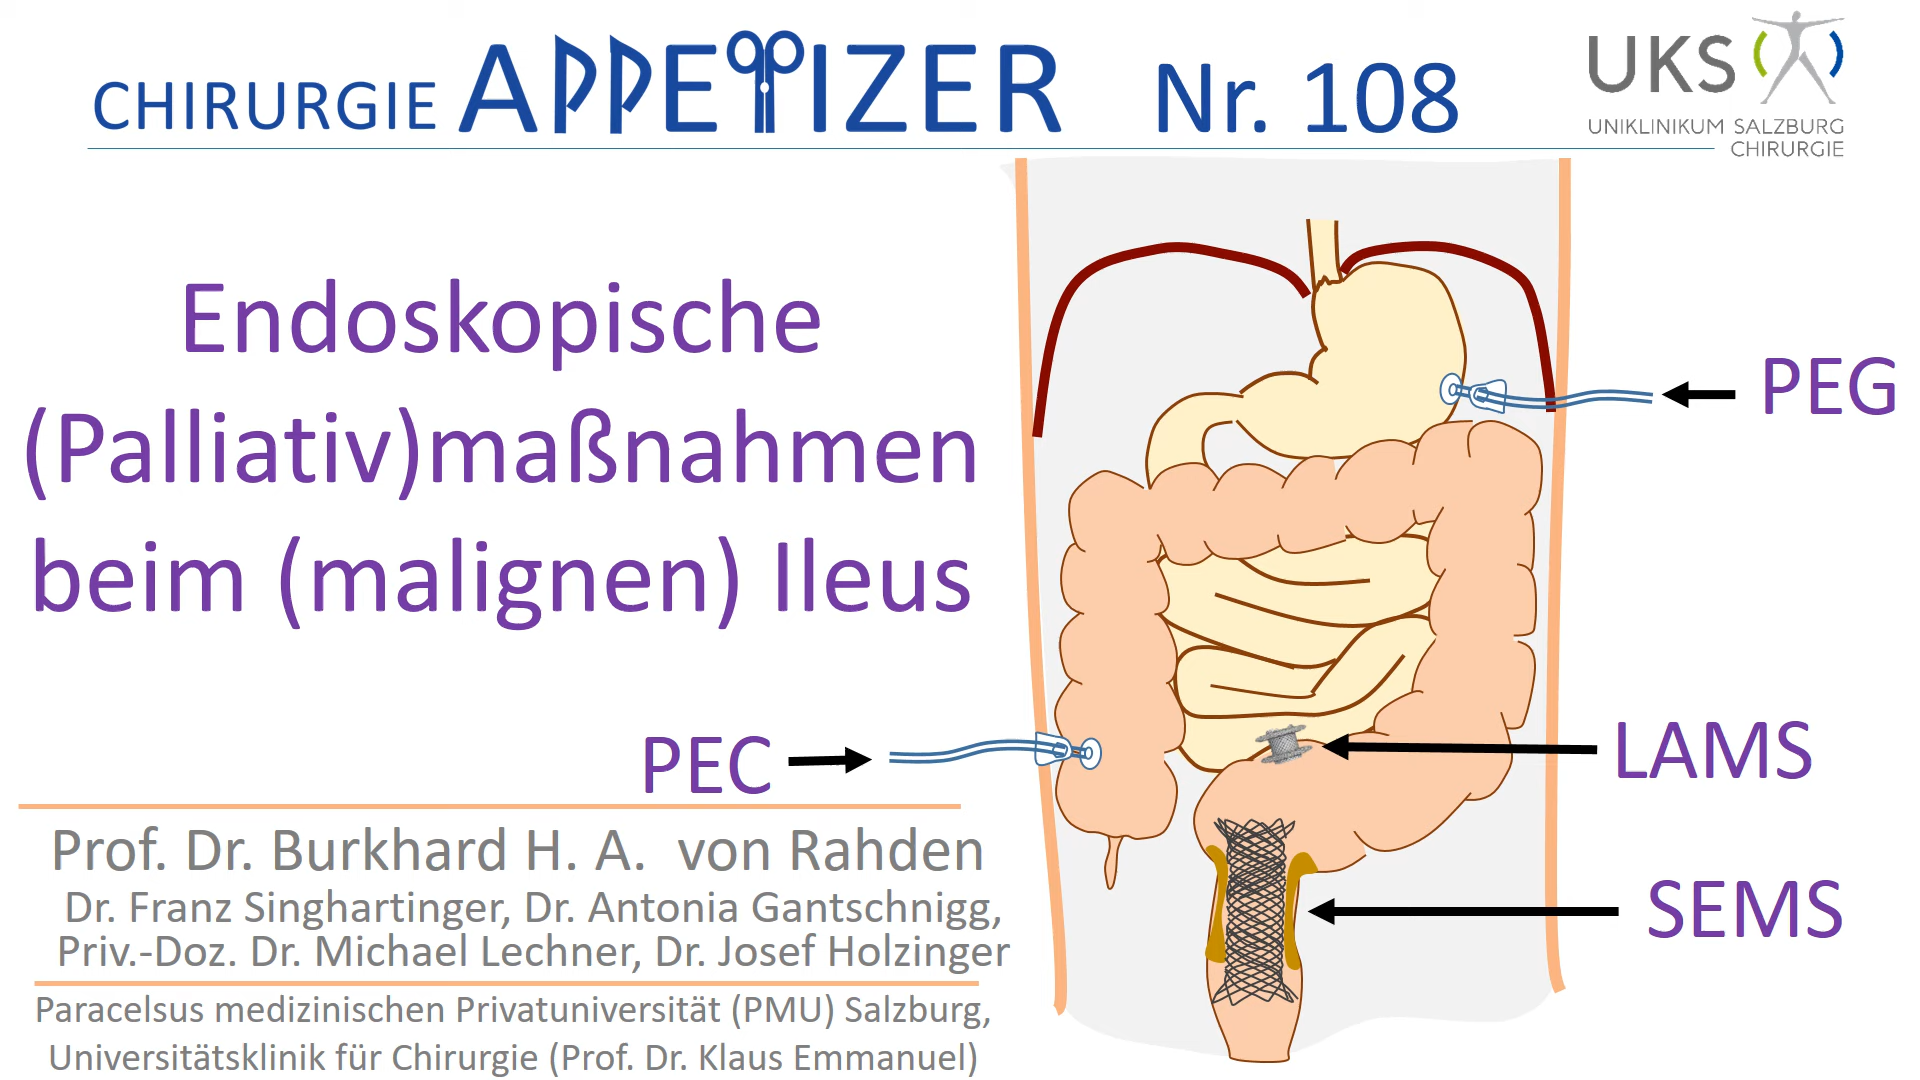 CHIRURGIE APPETIZER Nr. 108
UKS
UNIKLINIKUM SALZBURG
CHIRURGIE
Endoskopische
(Palliativ)maßnahmen
beim (malignen) Ileus
PEG
PEC
LAMS
SEMS
Prof. Dr. Burkhard H. A. von Rahden
Dr. Franz Singhartinger, Dr. Antonia Gantschnigg,
Priv.-Doz. Dr. Michael Lechner, Dr. Josef Holzinger
Paracelsus medizinischen Privatuniversität (PMU) Salzburg,
Universitätsklinik für Chirurgie (Prof. Dr. Klaus Emmanuel)